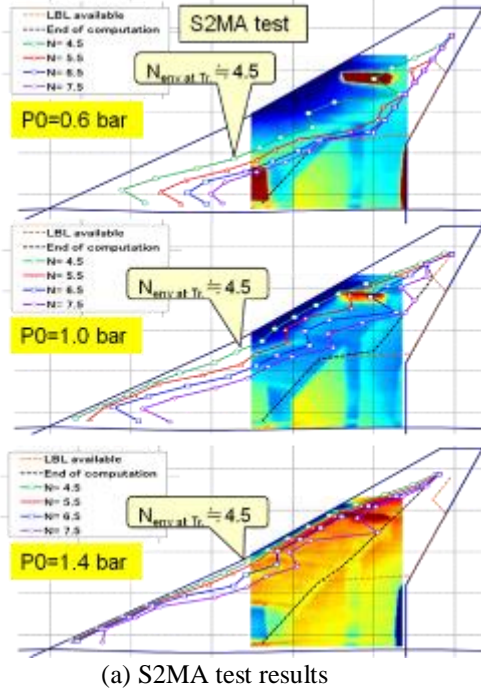 S2MA test
LBL available
End of computation
N= 4.5
N= 5.5
N= 6.5
N= 7.5
Nenv at Tr. ≒ 4.5
P0=0.6 bar
LBL available
End of computation
N= 4.5
N= 5.5
N= 6.5
N= 7.5
Nenv at Tr. ≒ 4.5
P0=1.0 bar
LBL available
End of computation
N= 4.5
N= 5.5
N= 6.5
N= 7.5
Nenv at Tr. ≒ 4.5
P0=1.4 bar
(a) S2MA test results